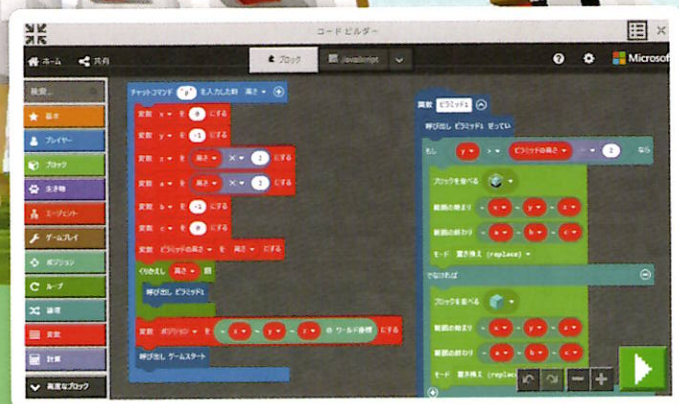 コード ビルダー
ホーム 共有 ブロック JavaScript Microsof
検索...
基本
プレイヤー
ブロック
生き物
エージェント
ゲームプレイ
ポジション
ループ
論理
変数
計算
高度なブロック
チャットコマンド "p" を入力した時 高さ
変数 x を 0 にする
変数 y を -1 にする
変数 z を 高さ × 2 にする
変数 a を 高さ × 2 にする
変数 b を -1 にする
変数 c を 0 にする
変数 ピラミッドの高さ を 高さ にする
くりかえし 高さ 回
呼び出し ピラミッド1
変数 ポジション を ~ x ~ y ~ z の ワールド座標 にする
呼び出し ゲームスタート
関数 ピラミッド1
呼び出し ピラミッド1 せってい
もし y > ピラミッドの高さ ÷ 2 なら
ブロックを並べる
範囲の始まり ~ x ~ y ~ z
範囲の終わり ~ a ~ b ~ c
モード 置き換え (replace)
でなければ
ブロックを並べる
範囲の始まり ~ x ~ y ~ z
範囲の終わり ~ a ~ b ~ c
モード 置き換え (replac